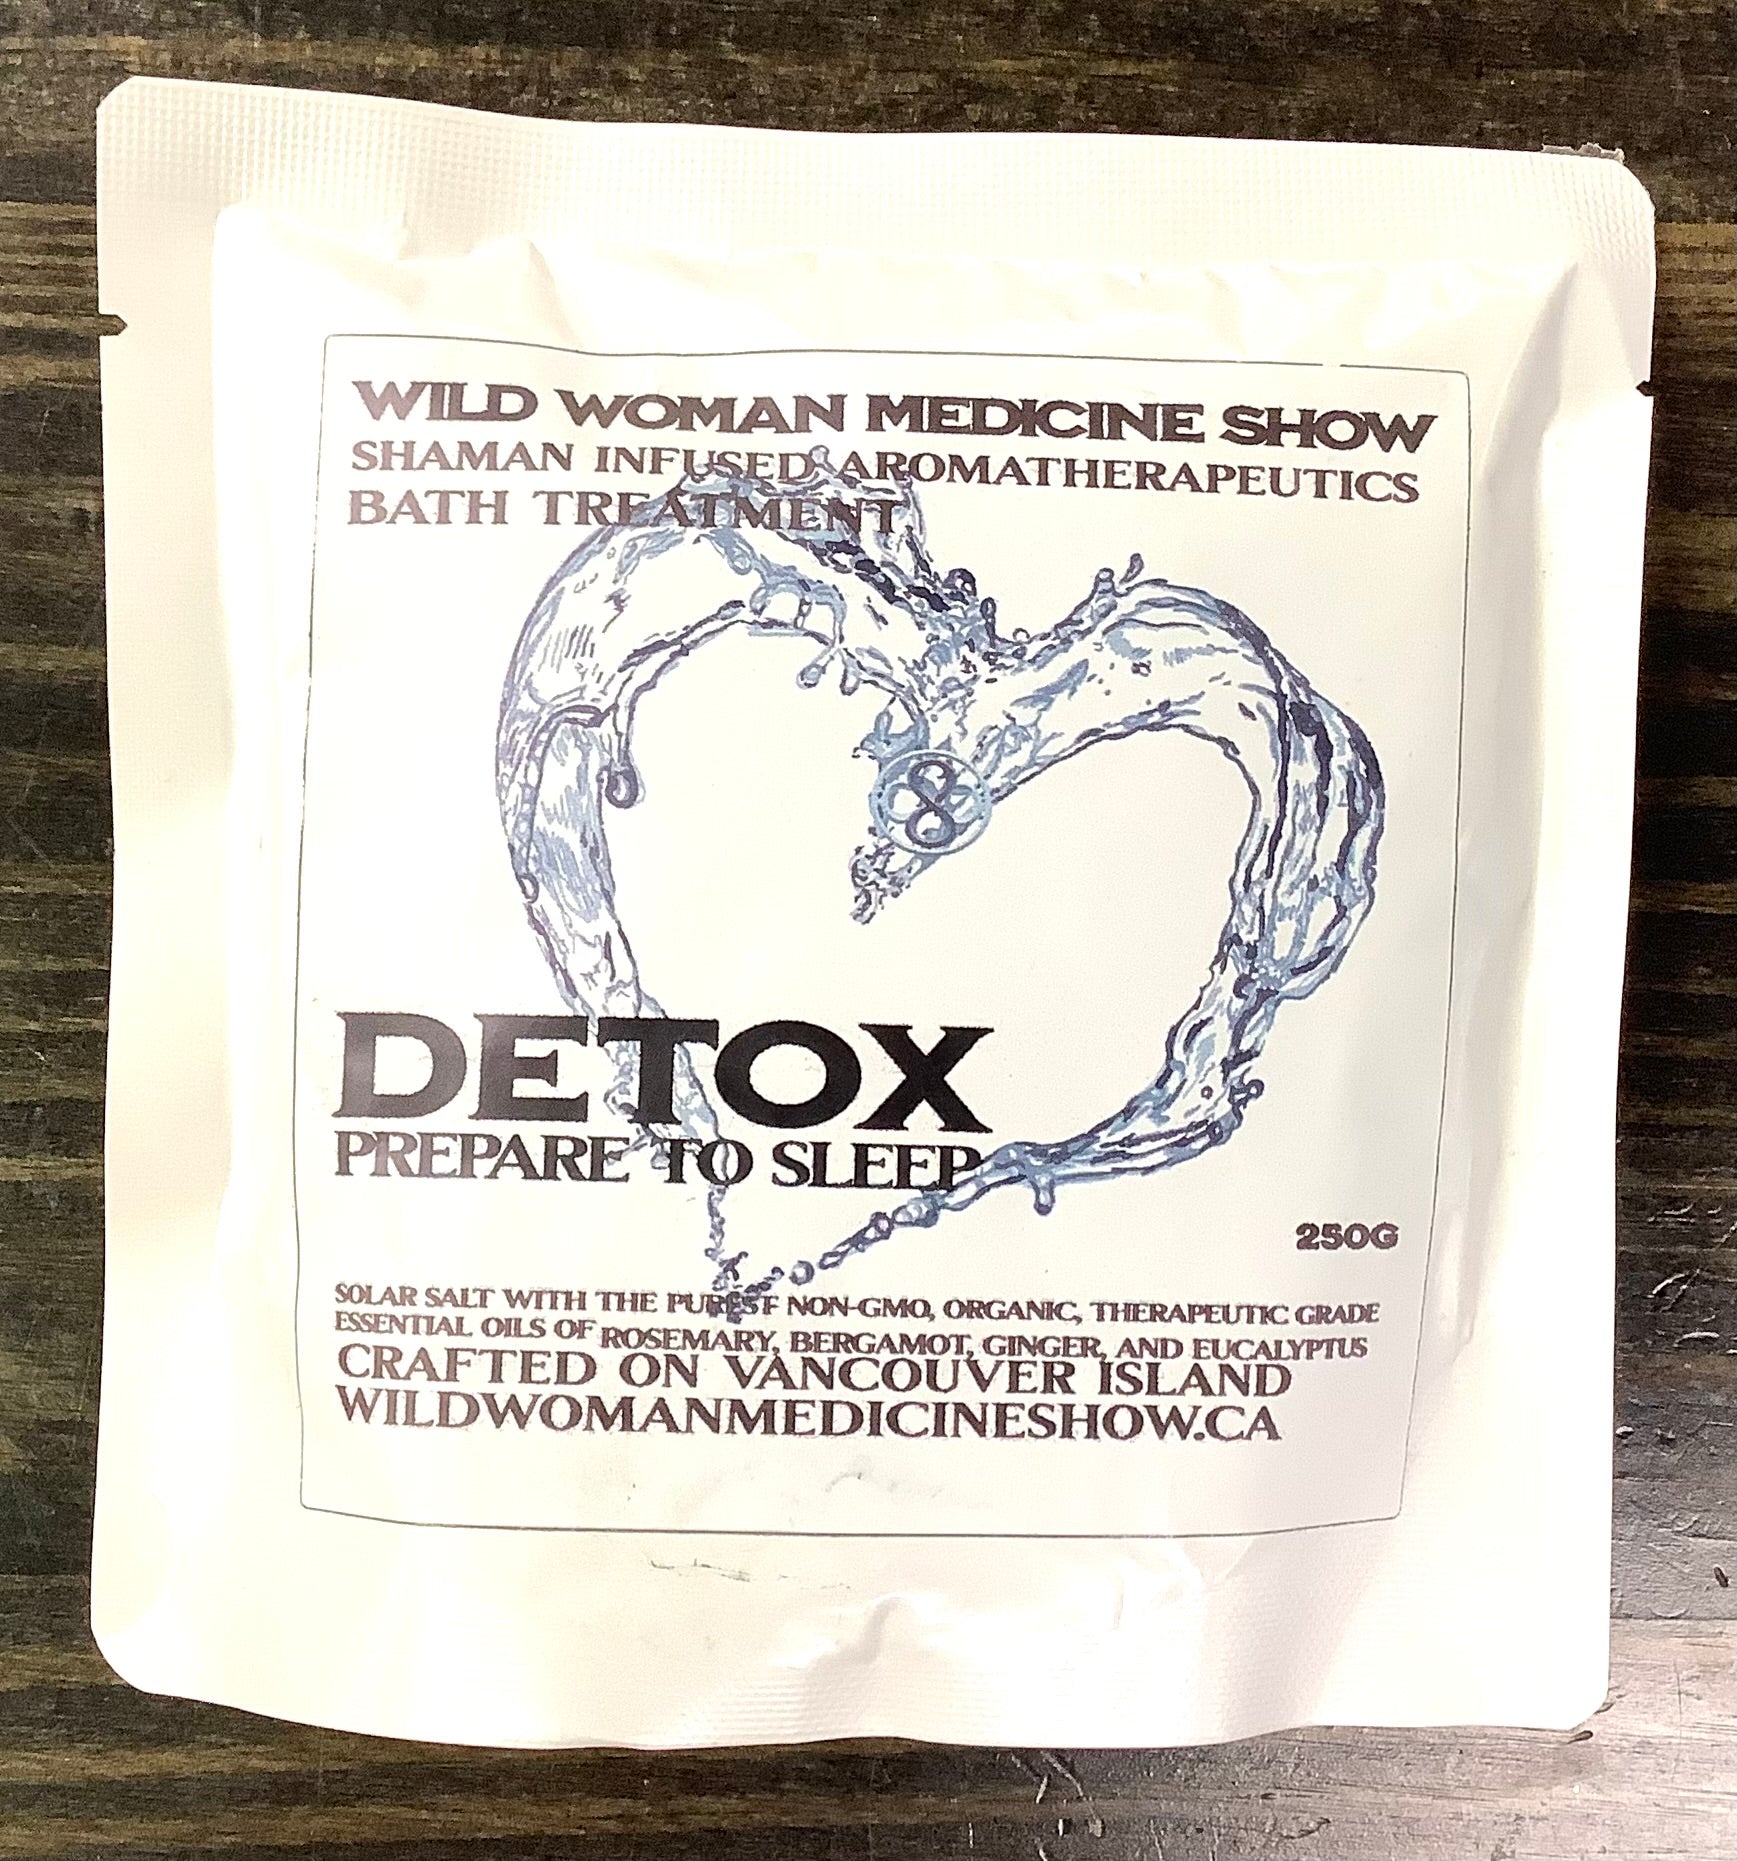 WILD WOMAN MEDICINE SHOW
SHAMAN INFUSED AROMATHERAPEUTICS
BATH TREATMENT
DETOX
PREPARE TO SLEEP
250G
SOLAR SALT WITH THE PUREST NON-GMO, ORGANIC, THERAPEUTIC GRADE
ESSENTIAL OILS OF ROSEMARY, BERGAMOT, GINGER, AND EUCALYPTUS
CRAFTED ON VANCOUVER ISLAND
WILDWOMANMEDICINESHOW.CA